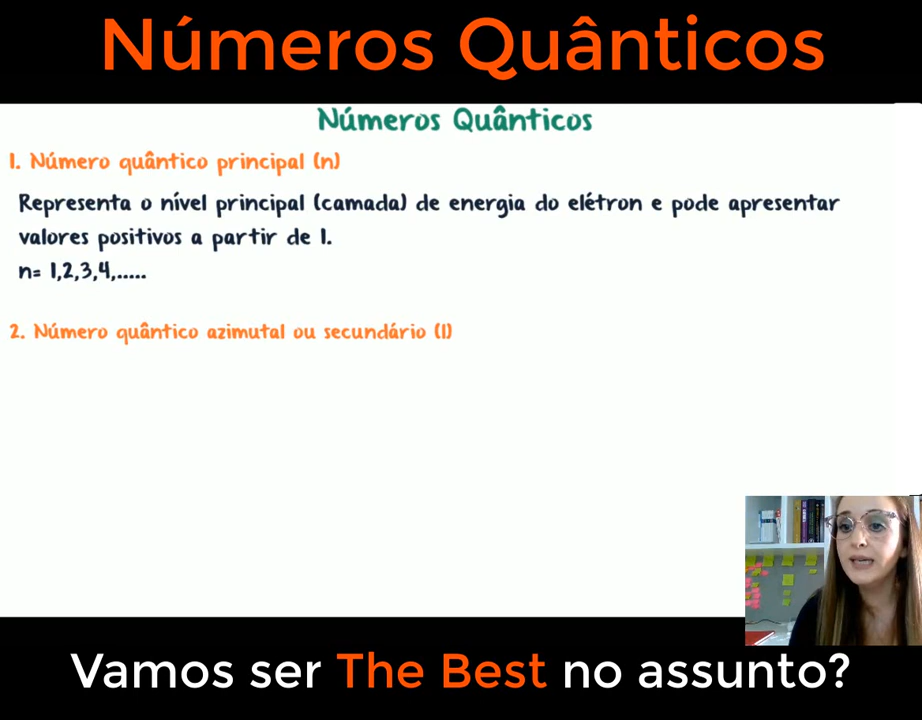 Números Quânticos
Números Quânticos
1. Número quântico principal (n)
Representa o nível principal (camada) de energia do elétron e pode apresentar
valores positivos a partir de 1.
n= 1,2,3,4,.....
2. Número quântico azimutal ou secundário (l)
Vamos ser The Best no assunto?